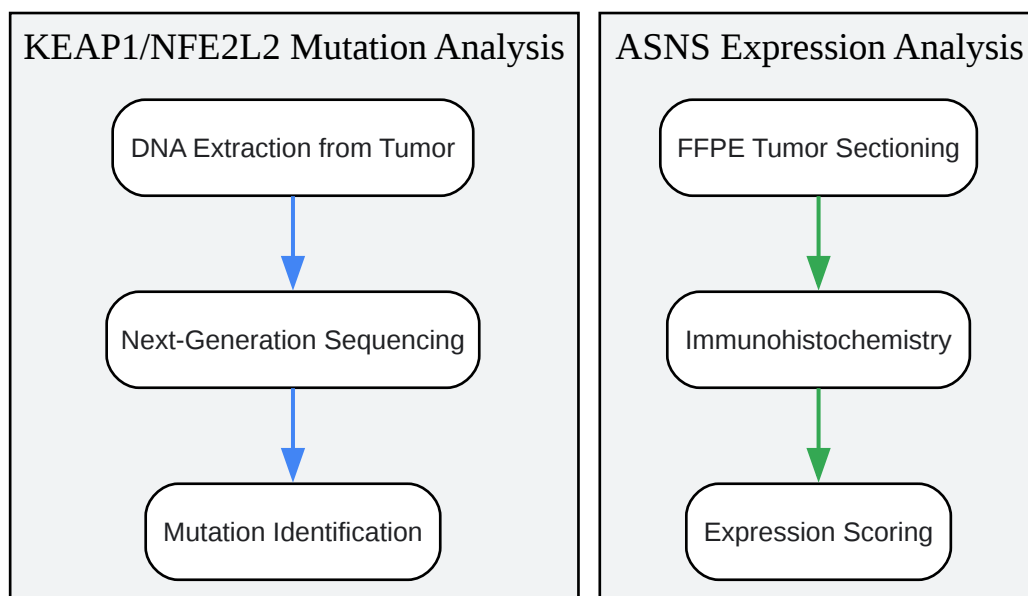 KEAP1/NFE2L2 Mutation Analysis
DNA Extraction from Tumor
Next-Generation Sequencing
Mutation Identification
ASNS Expression Analysis
FFPE Tumor Sectioning
Immunohistochemistry
Expression Scoring